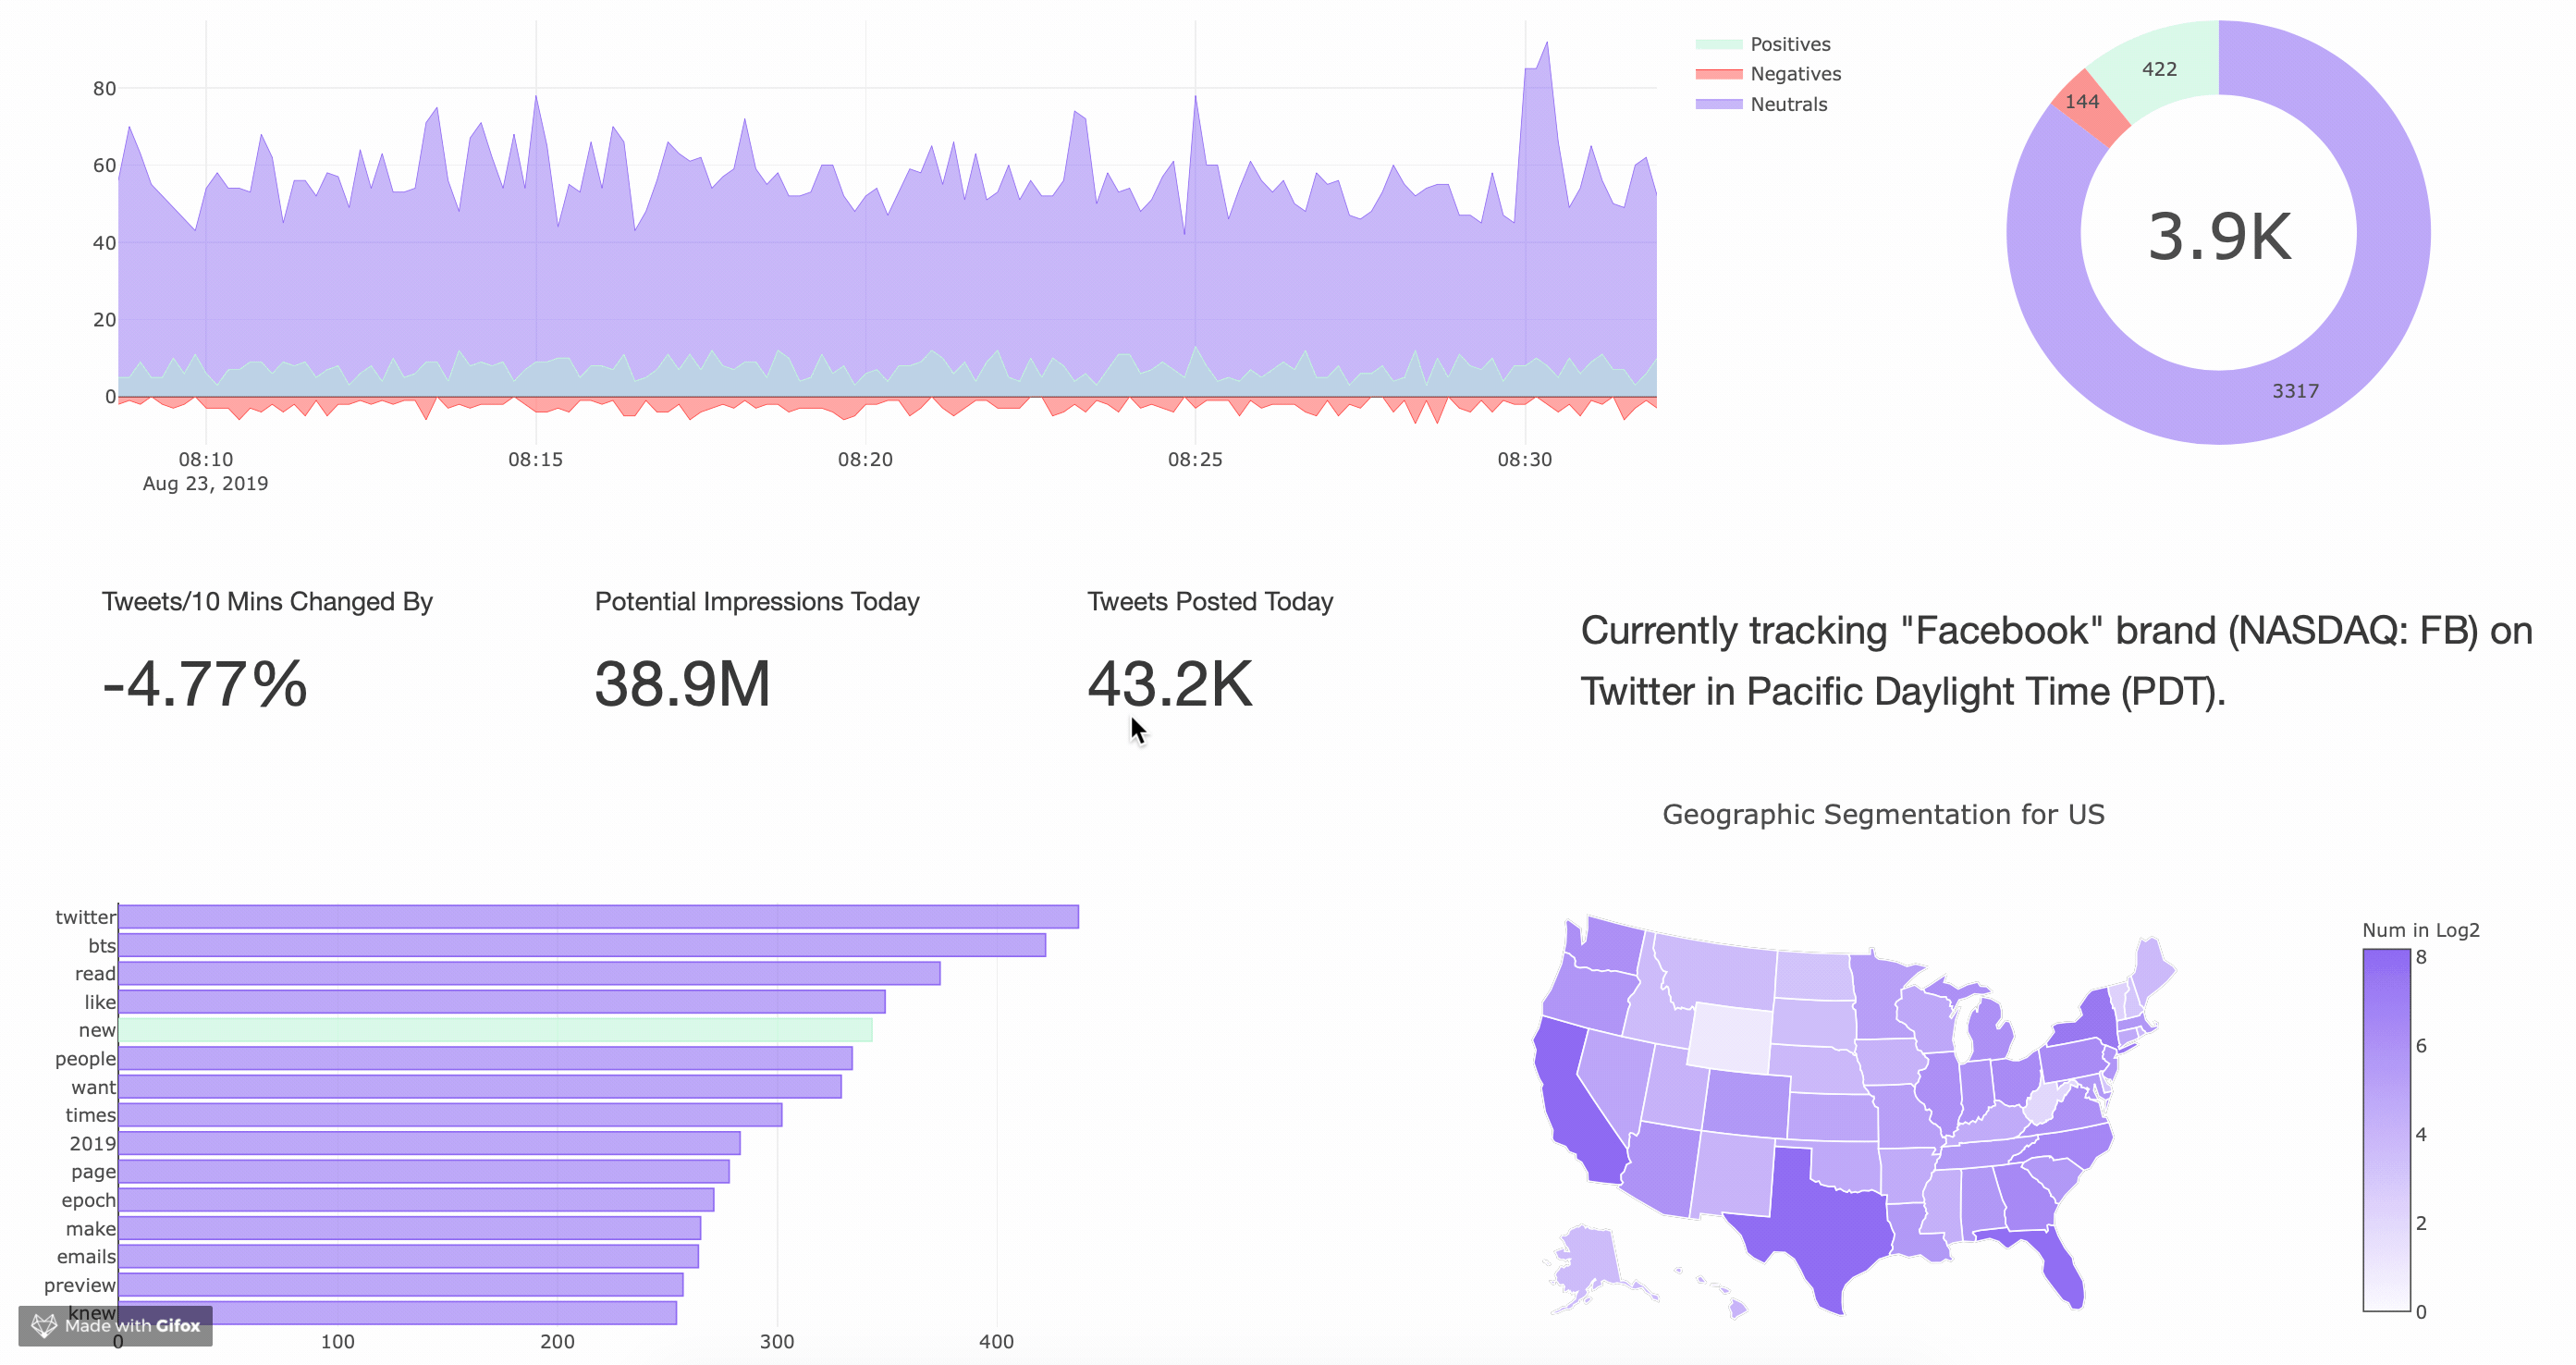 80
60
40
20
0
08:10
08:15
08:20
08:25
08:30
Aug 23, 2019
Positives
Negatives
Neutrals
422
144
3.9K
3317
Tweets/10 Mins Changed By
-4.77%
Potential Impressions Today
38.9M
Tweets Posted Today
43.2K
Currently tracking "Facebook" brand (NASDAQ: FB) on
Twitter in Pacific Daylight Time (PDT).
twitter
bts
read
like
new
people
want
times
2019
page
epoch
make
emails
preview
knew
0
100
200
300
400
Made with Gifox
Geographic Segmentation for US
Num in Log2
8
6
4
2
0